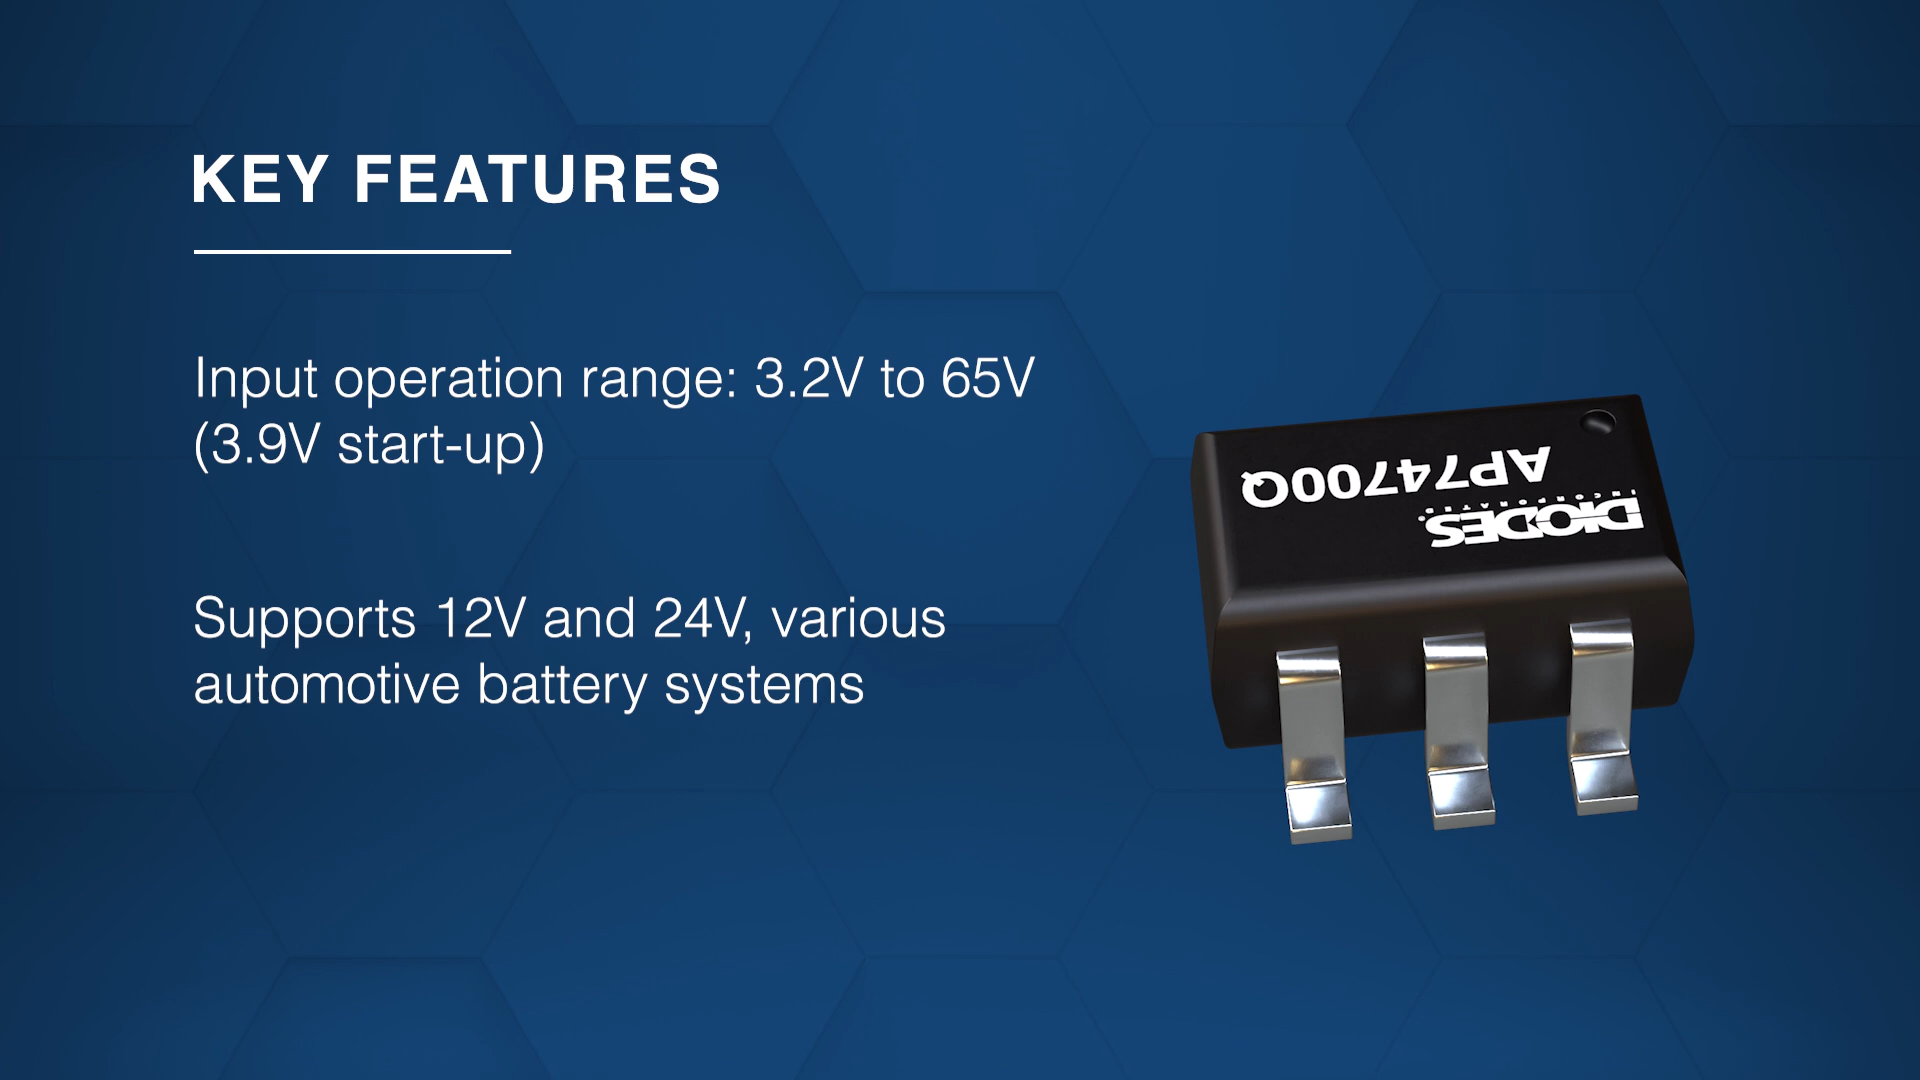 KEY FEATURES
Input operation range: 3.2V to 65V
(3.9V start-up)
Supports 12V and 24V, various
automotive battery systems
DIODES
INCORPORATED
AP74700Q